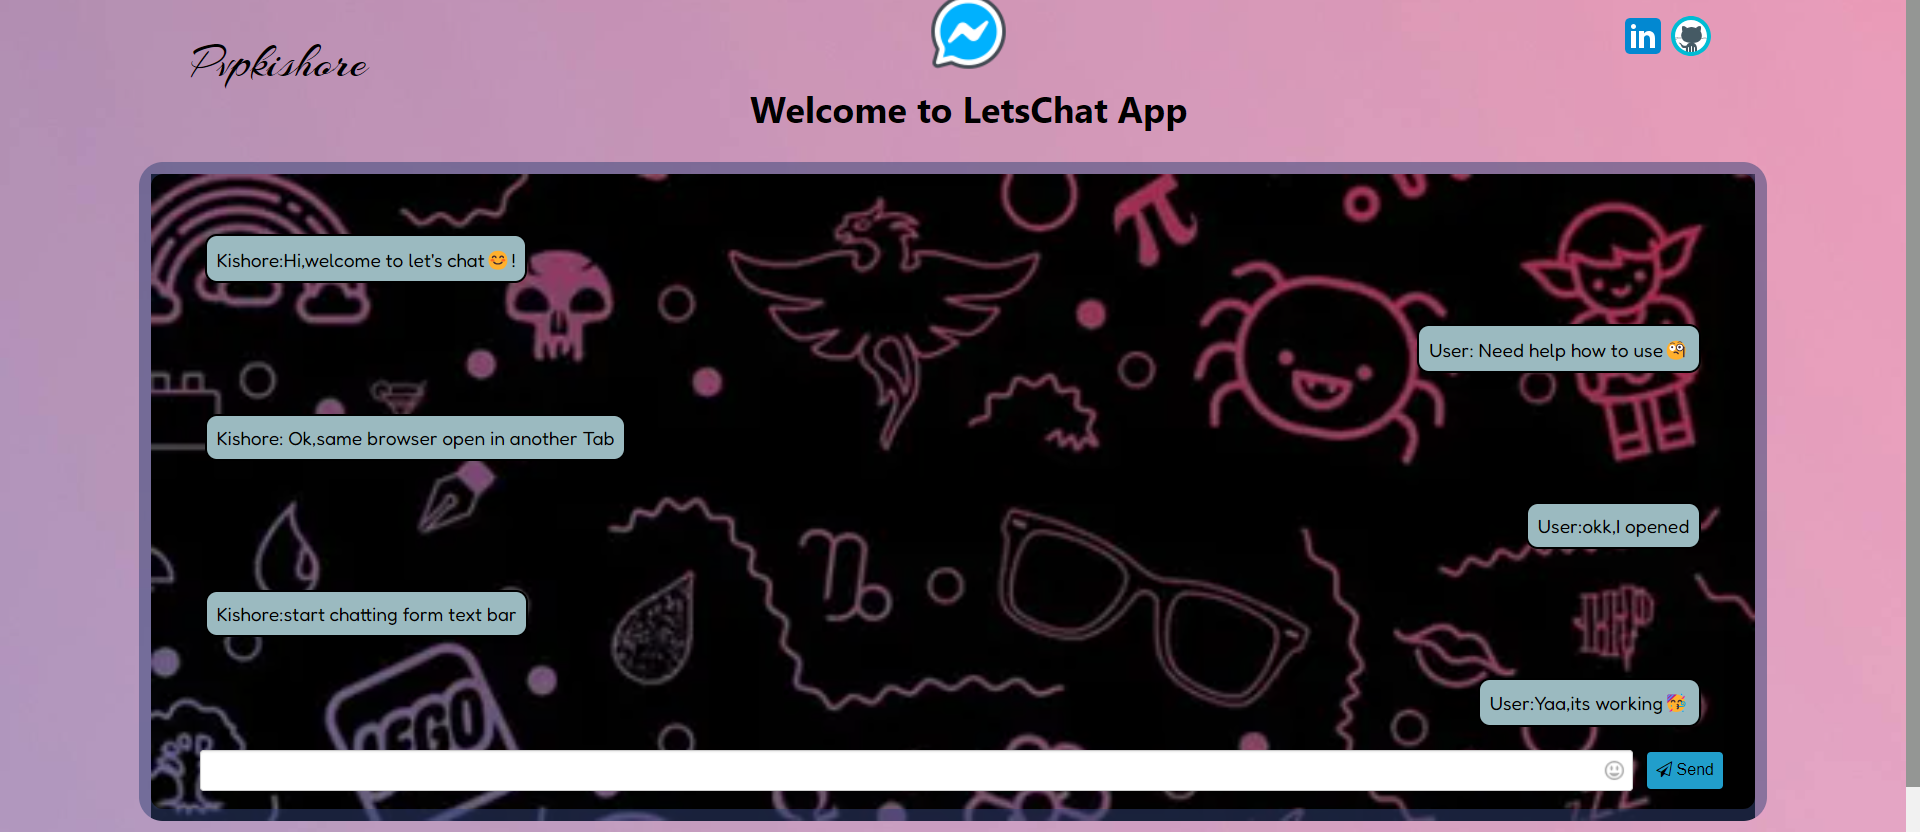 Pvpkishore
in
Welcome to LetsChat App
Kishore:Hi,welcome to let's chat😊!
User: Need help how to use🧐
Kishore: Ok,same browser open in another Tab
User:okk,I opened
Kishore:start chatting form text bar
LEGO
User:Yaa,its working🥳
Send